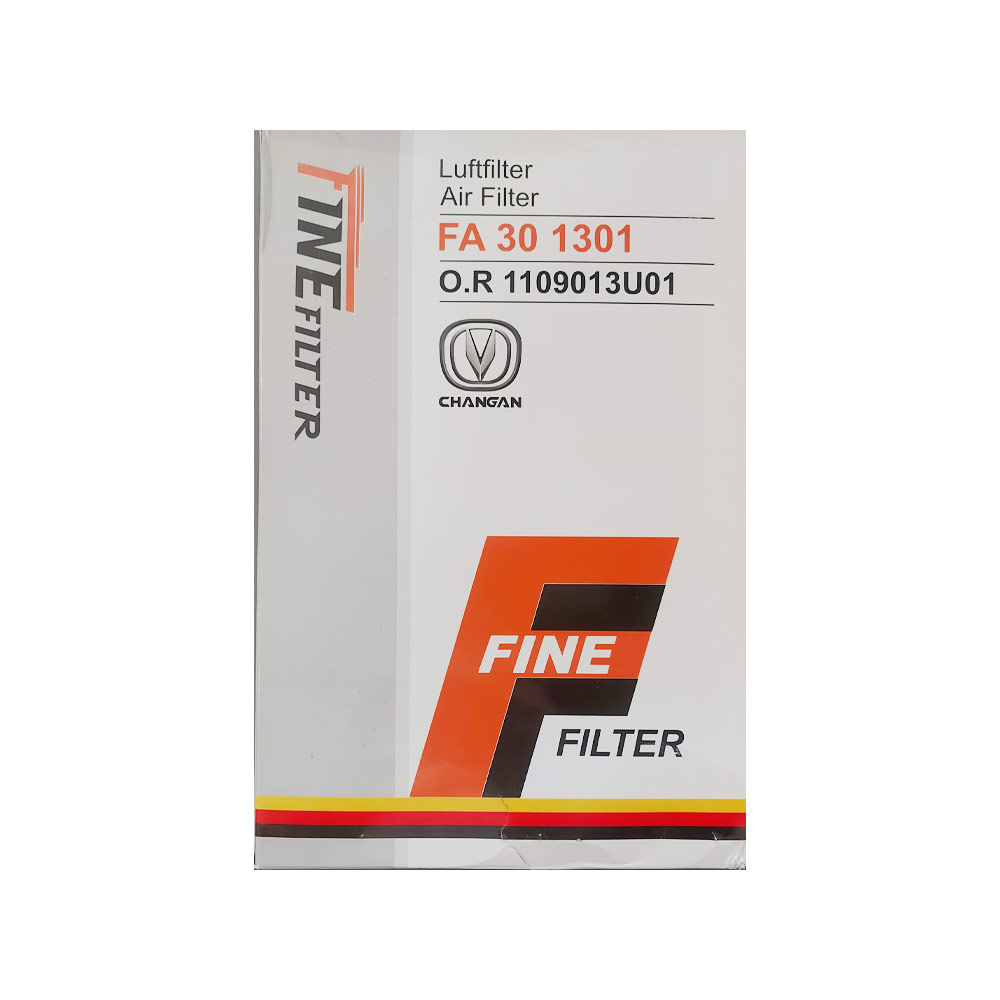 FINE FILTER
Luftfilter
Air Filter
FA 30 1301
O.R 1109013U01
CHANGAN
FINE
FILTER